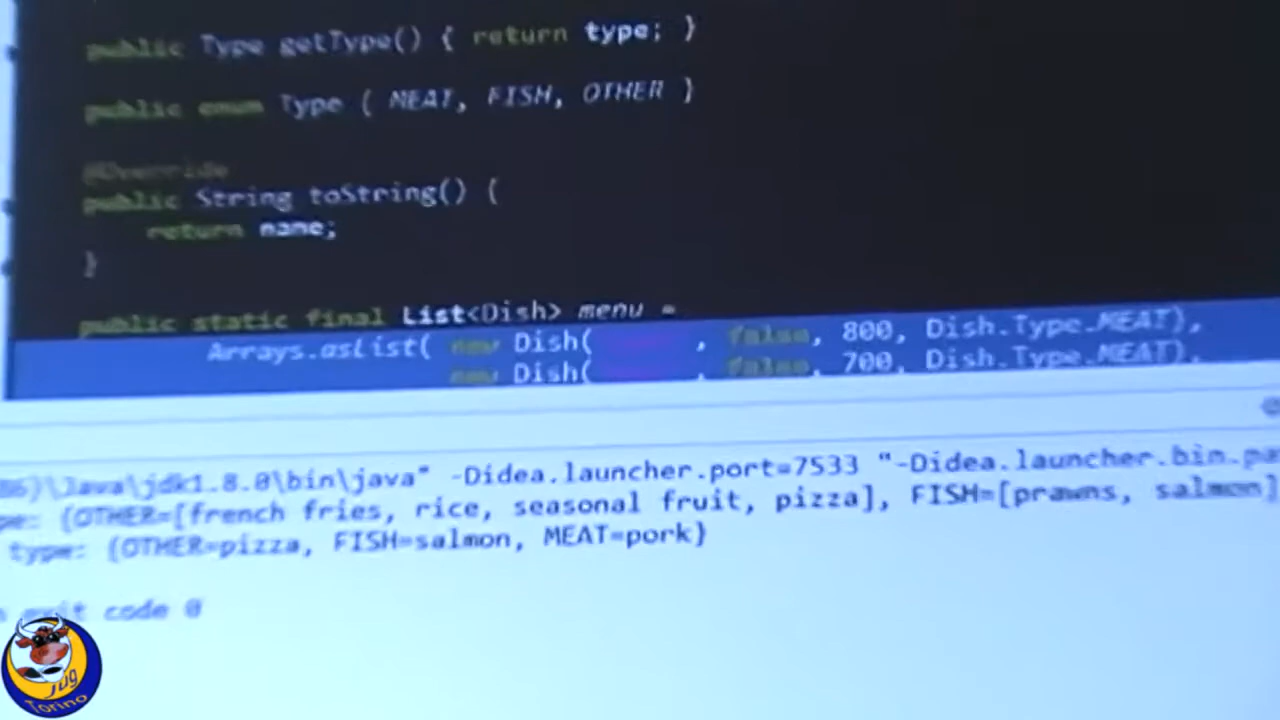 public Type getType() { return type; }
public enum Type { MEAT, FISH, OTHER }
@Override
public String toString() {
return name;
}
public static final List<Dish> menu =
Arrays.asList( new Dish( , false, 800, Dish.Type.MEAT),
new Dish( , false, 700, Dish.Type.MEAT),
86)\Java\jdk1.8.0\bin\java" -Didea.launcher.port=7533 "-Didea.launcher.bin.pa
pe: {OTHER=[french fries, rice, seasonal fruit, pizza], FISH=[prawns, salmon]
type: {OTHER=pizza, FISH=salmon, MEAT=pork}
exit code 0
jug
Torino